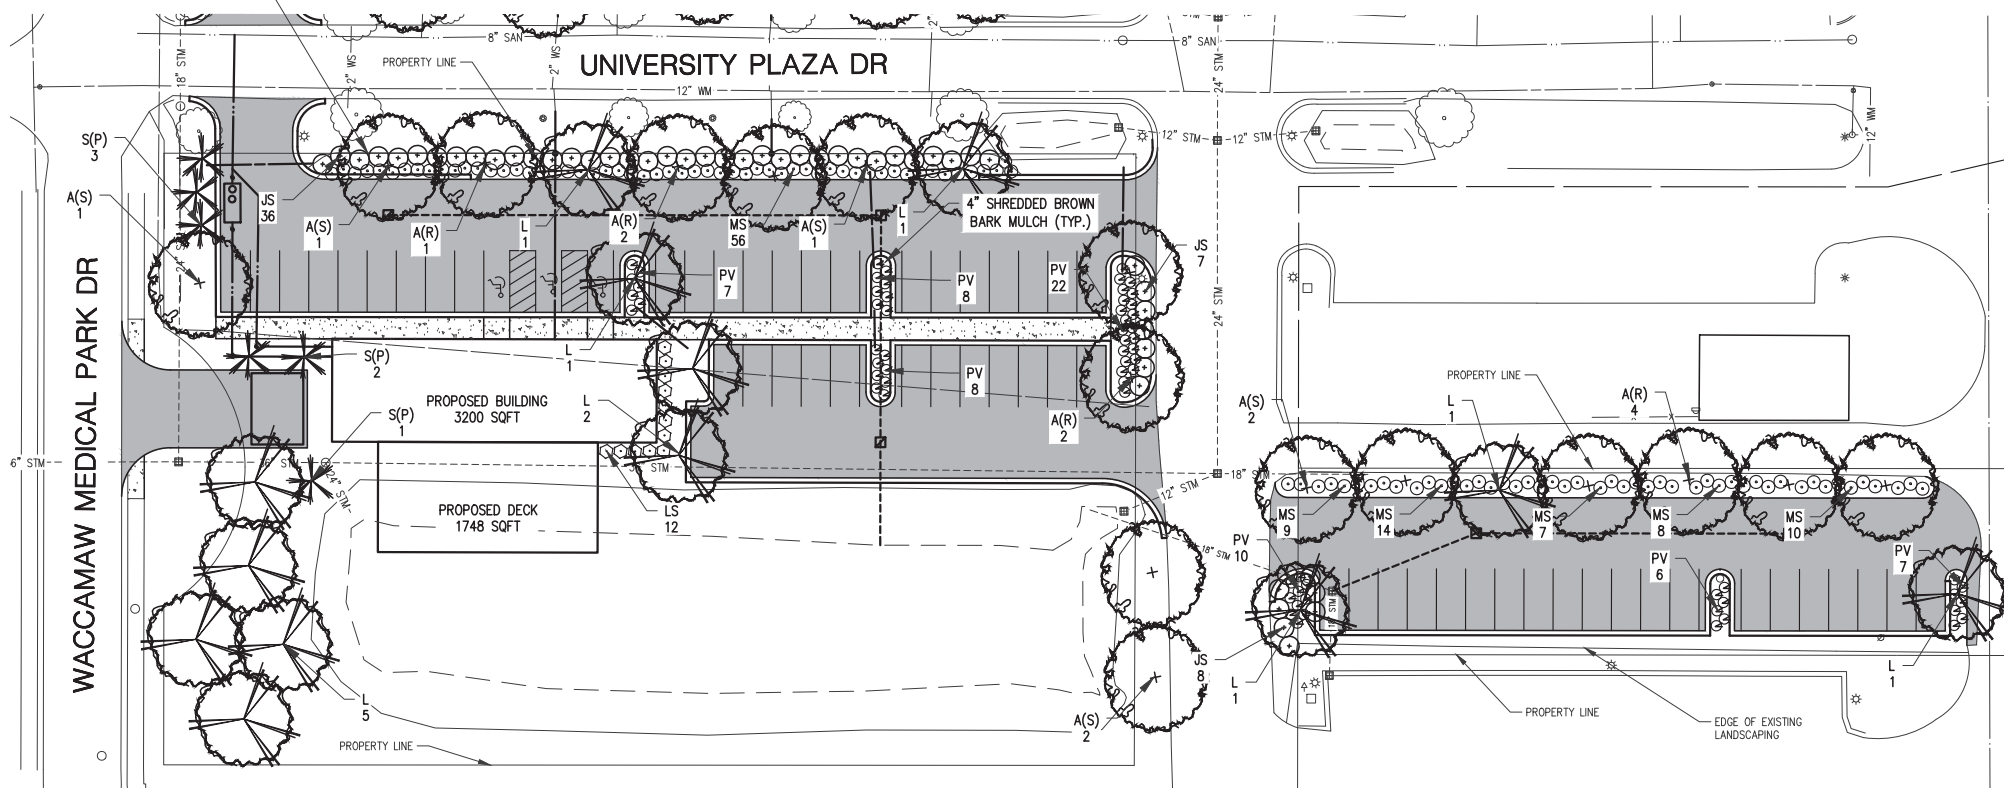 8" SAN
8" SAN
18" STM
2" WS
2" WS
24" STM
PROPERTY LINE
UNIVERSITY PLAZA DR
12" WM
12" WM
12" STM
12" STM
S(P)
3
A(S)
1
JS
36
A(S)
1
A(R)
1
L
1
A(R)
2
MS
56
A(S)
1
L
1
4" SHREDDED BROWN
BARK MULCH (TYP.)
JS
7
PV
7
PV
8
PV
22
24" STM
WACCAMAW MEDICAL PARK DR
S(P)
2
L
1
PV
8
PROPOSED BUILDING
3200 SQFT
L
2
S(P)
1
A(R)
2
PROPERTY LINE
A(S)
2
L
1
A(R)
4
6" STM
24" STM
STM
18" STM
12" STM
PROPOSED DECK
1748 SQFT
LS
12
MS
9
MS
14
MS
7
MS
8
MS
10
18" STM
PV
10
PV
6
PV
7
STM
JS
8
L
1
L
1
L
5
A(S)
2
PROPERTY LINE
PROPERTY LINE
EDGE OF EXISTING
LANDSCAPING